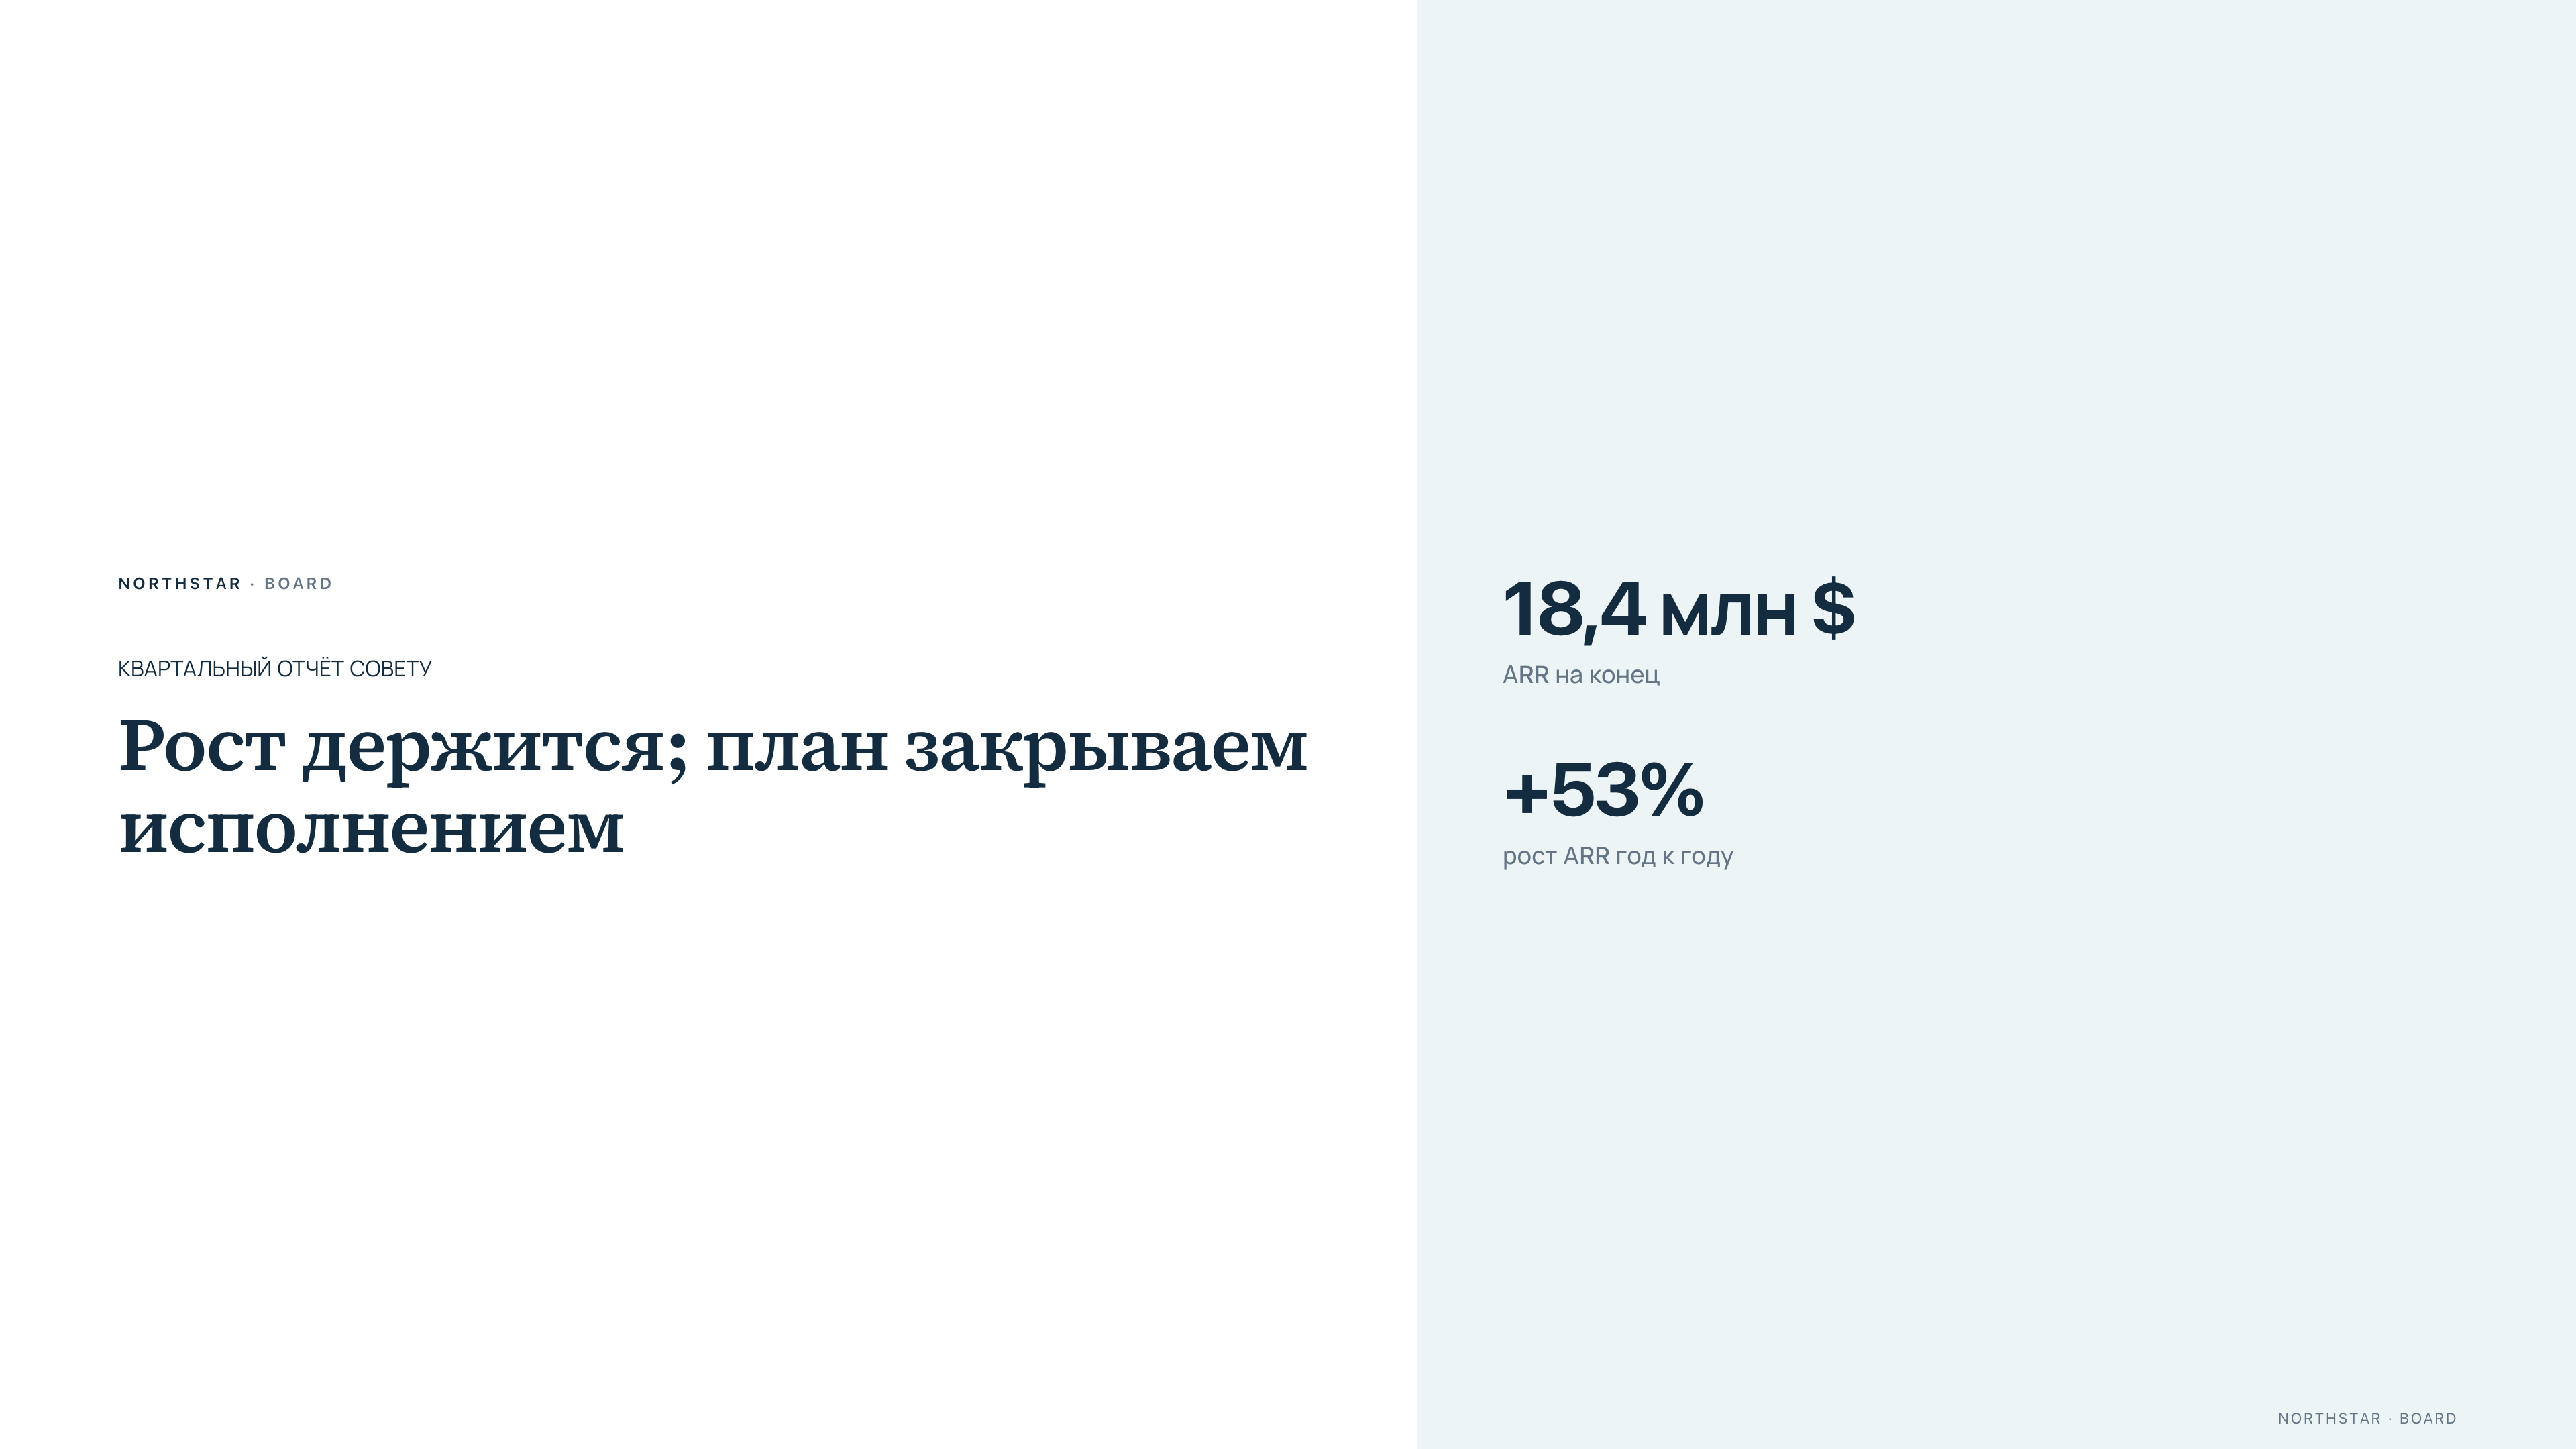 NORTHSTAR · BOARD
КВАРТАЛЬНЫЙ ОТЧЁТ СОВЕТУ
Рост держится; план закрываем
исполнением
18,4 млн $
ARR на конец
+53%
рост ARR год к году
NORTHSTAR · BOARD